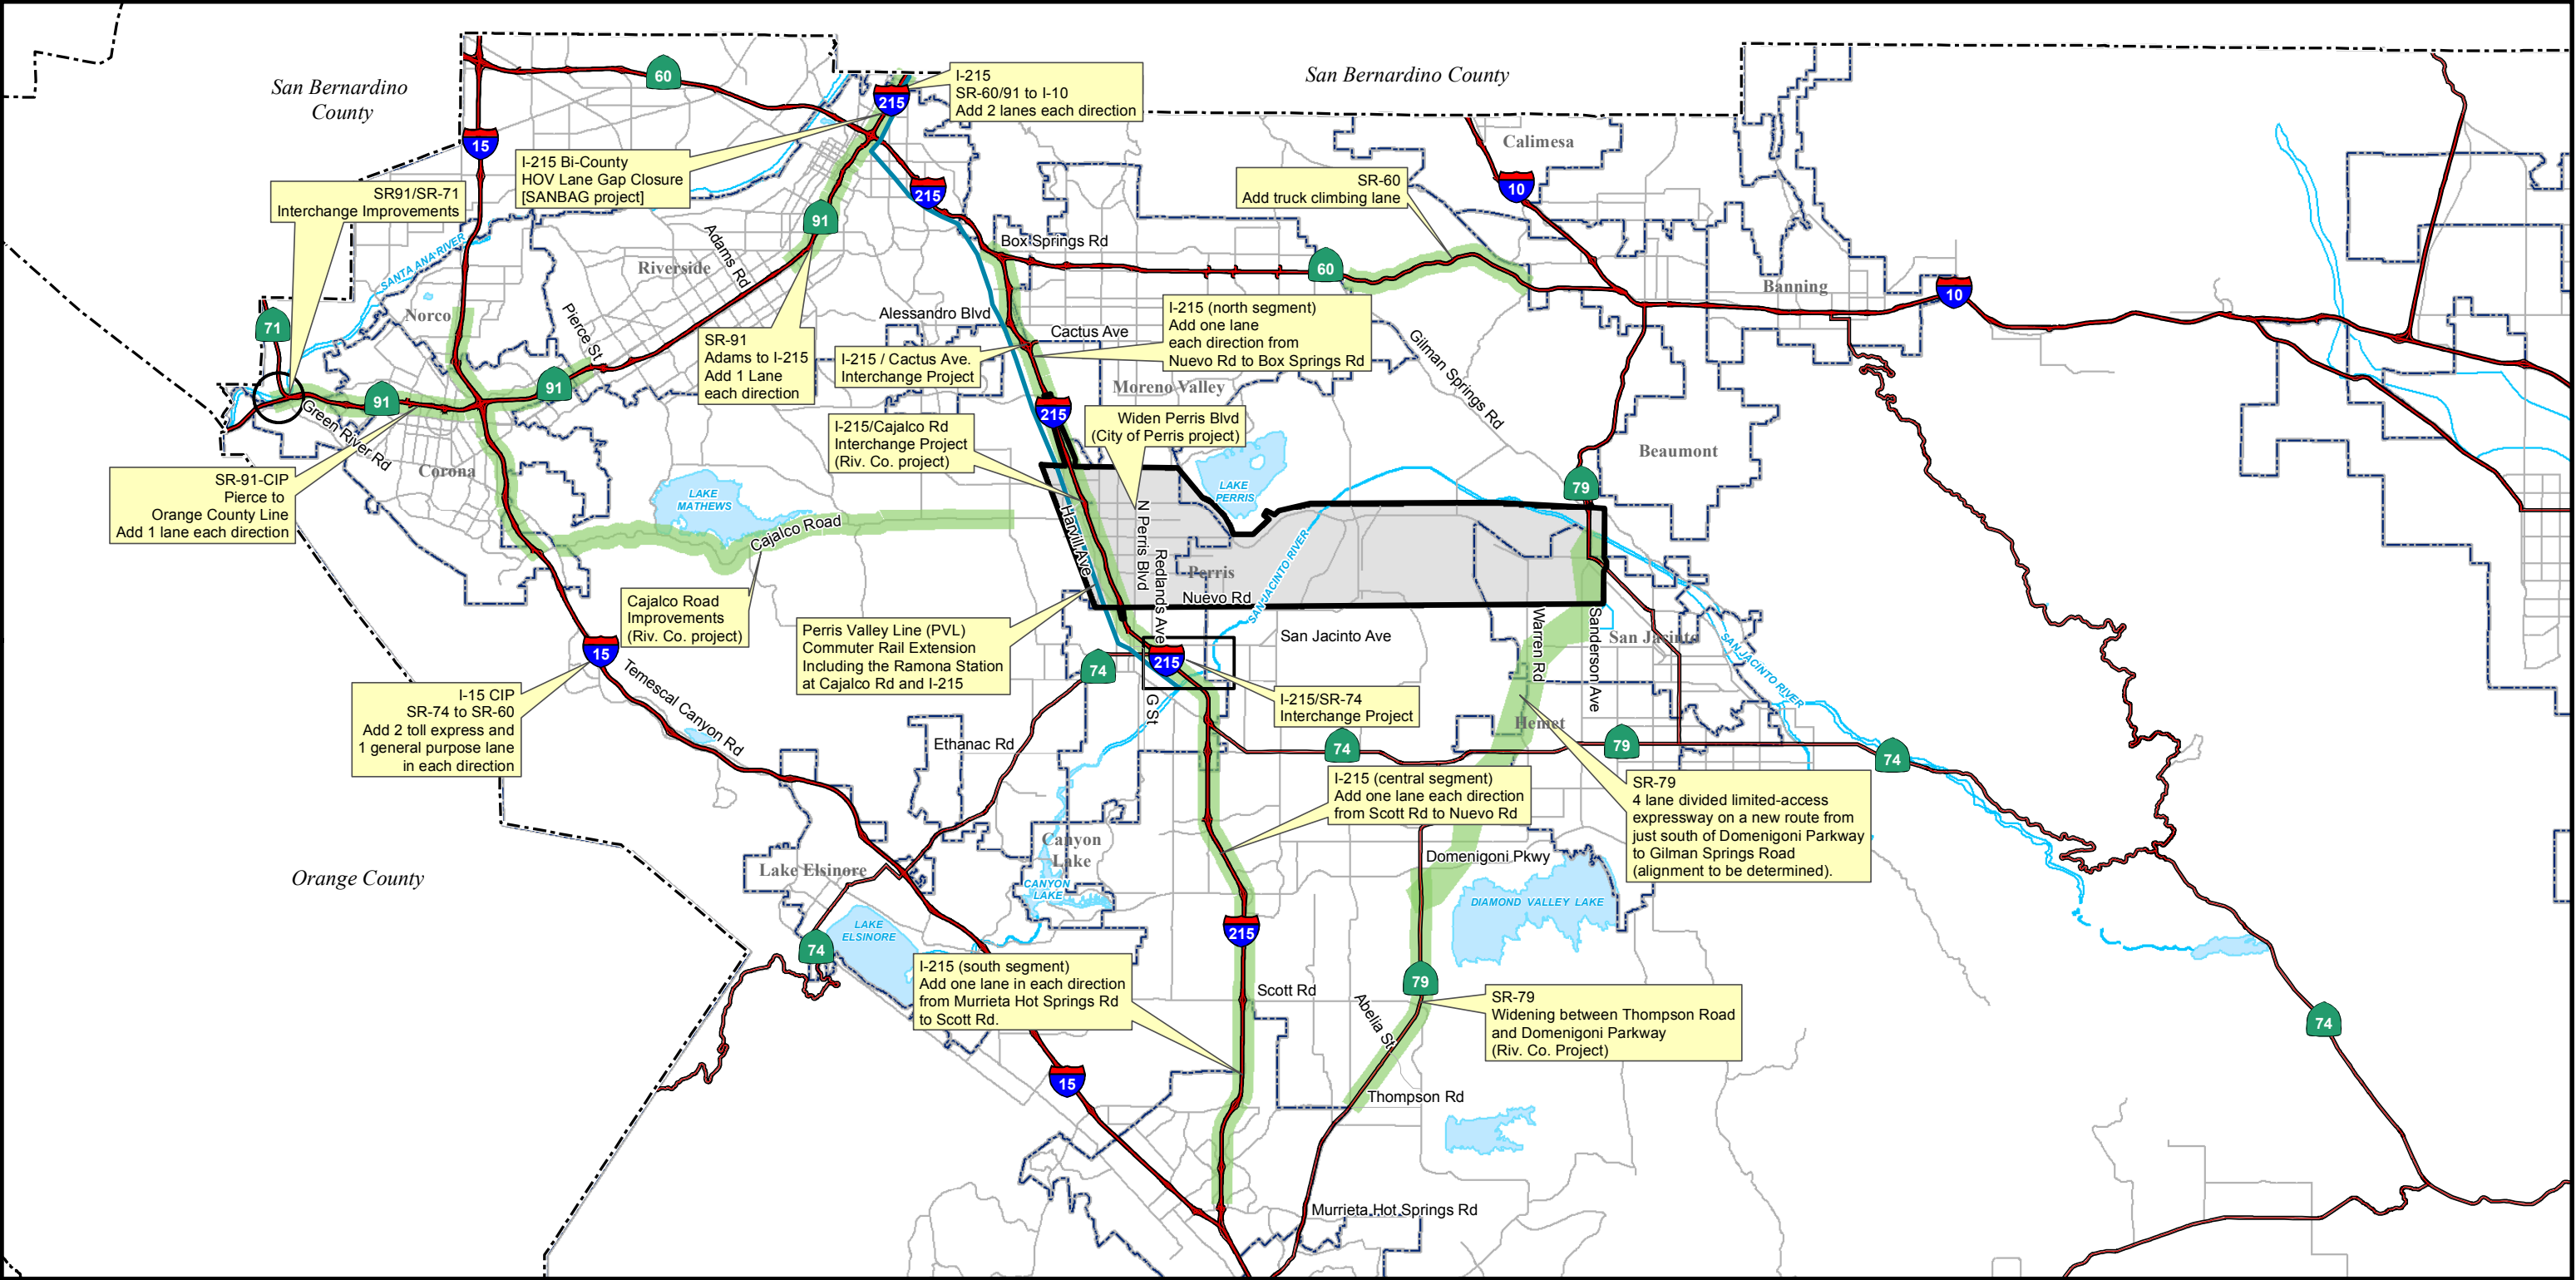 San Bernardino
County
San Bernardino County
60
15
215
I-215
SR-60/91 to I-10
Add 2 lanes each direction
I-215 Bi-County
HOV Lane Gap Closure
[SANBAG project]
SR91/SR-71
Interchange Improvements
215
91
SR-60
Add truck climbing lane
Calimesa
10
SANTA ANA RIVER
Adams Rd
Riverside
Box Springs Rd
60
Banning
10
Norco
71
Pierce St
Alessandro Blvd
Cactus Ave
I-215 (north segment)
Add one lane
each direction from
Nuevo Rd to Box Springs Rd
SR-91
Adams to I-215
Add 1 Lane
each direction
I-215 / Cactus Ave.
Interchange Project
Gilman Springs Rd
Moreno Valley
91
91
215
Green River Rd
Corona
I-215/Cajalco Rd
Interchange Project
(Riv. Co. project)
Widen Perris Blvd
(City of Perris project)
Beaumont
79
SR-91-CIP
Pierce to
Orange County Line
Add 1 lane each direction
LAKE
MATHEWS
LAKE
PERRIS
Cajalco Road
Harvill Ave
N Perris Blvd
Redlands Ave
Perris
Nuevo Rd
SAN JACINTO RIVER
Cajalco Road
Improvements
(Riv. Co. project)
Perris Valley Line (PVL)
Commuter Rail Extension
Including the Ramona Station
at Cajalco Rd and I-215
San Jacinto Ave
Warren Rd
Sanderson Ave
San Jacinto
SAN JACINTO RIVER
15
74
215
I-15 CIP
SR-74 to SR-60
Add 2 toll express and
1 general purpose lane
in each direction
Temescal Canyon Rd
G St
I-215/SR-74
Interchange Project
Hemet
Ethanac Rd
74
79
74
I-215 (central segment)
Add one lane each direction
from Scott Rd to Nuevo Rd
SR-79
4 lane divided limited-access
expressway on a new route from
just south of Domenigoni Parkway
to Gilman Springs Road
(alignment to be determined).
Orange County
Lake Elsinore
Canyon
Lake
CANYON
LAKE
Domenigoni Pkwy
DIAMOND VALLEY LAKE
LAKE
ELSINORE
74
215
I-215 (south segment)
Add one lane in each direction
from Murrieta Hot Springs Rd
to Scott Rd.
Scott Rd
79
Abelia St
SR-79
Widening between Thompson Road
and Domenigoni Parkway
(Riv. Co. Project)
74
15
Thompson Rd
Murrieta Hot Springs Rd